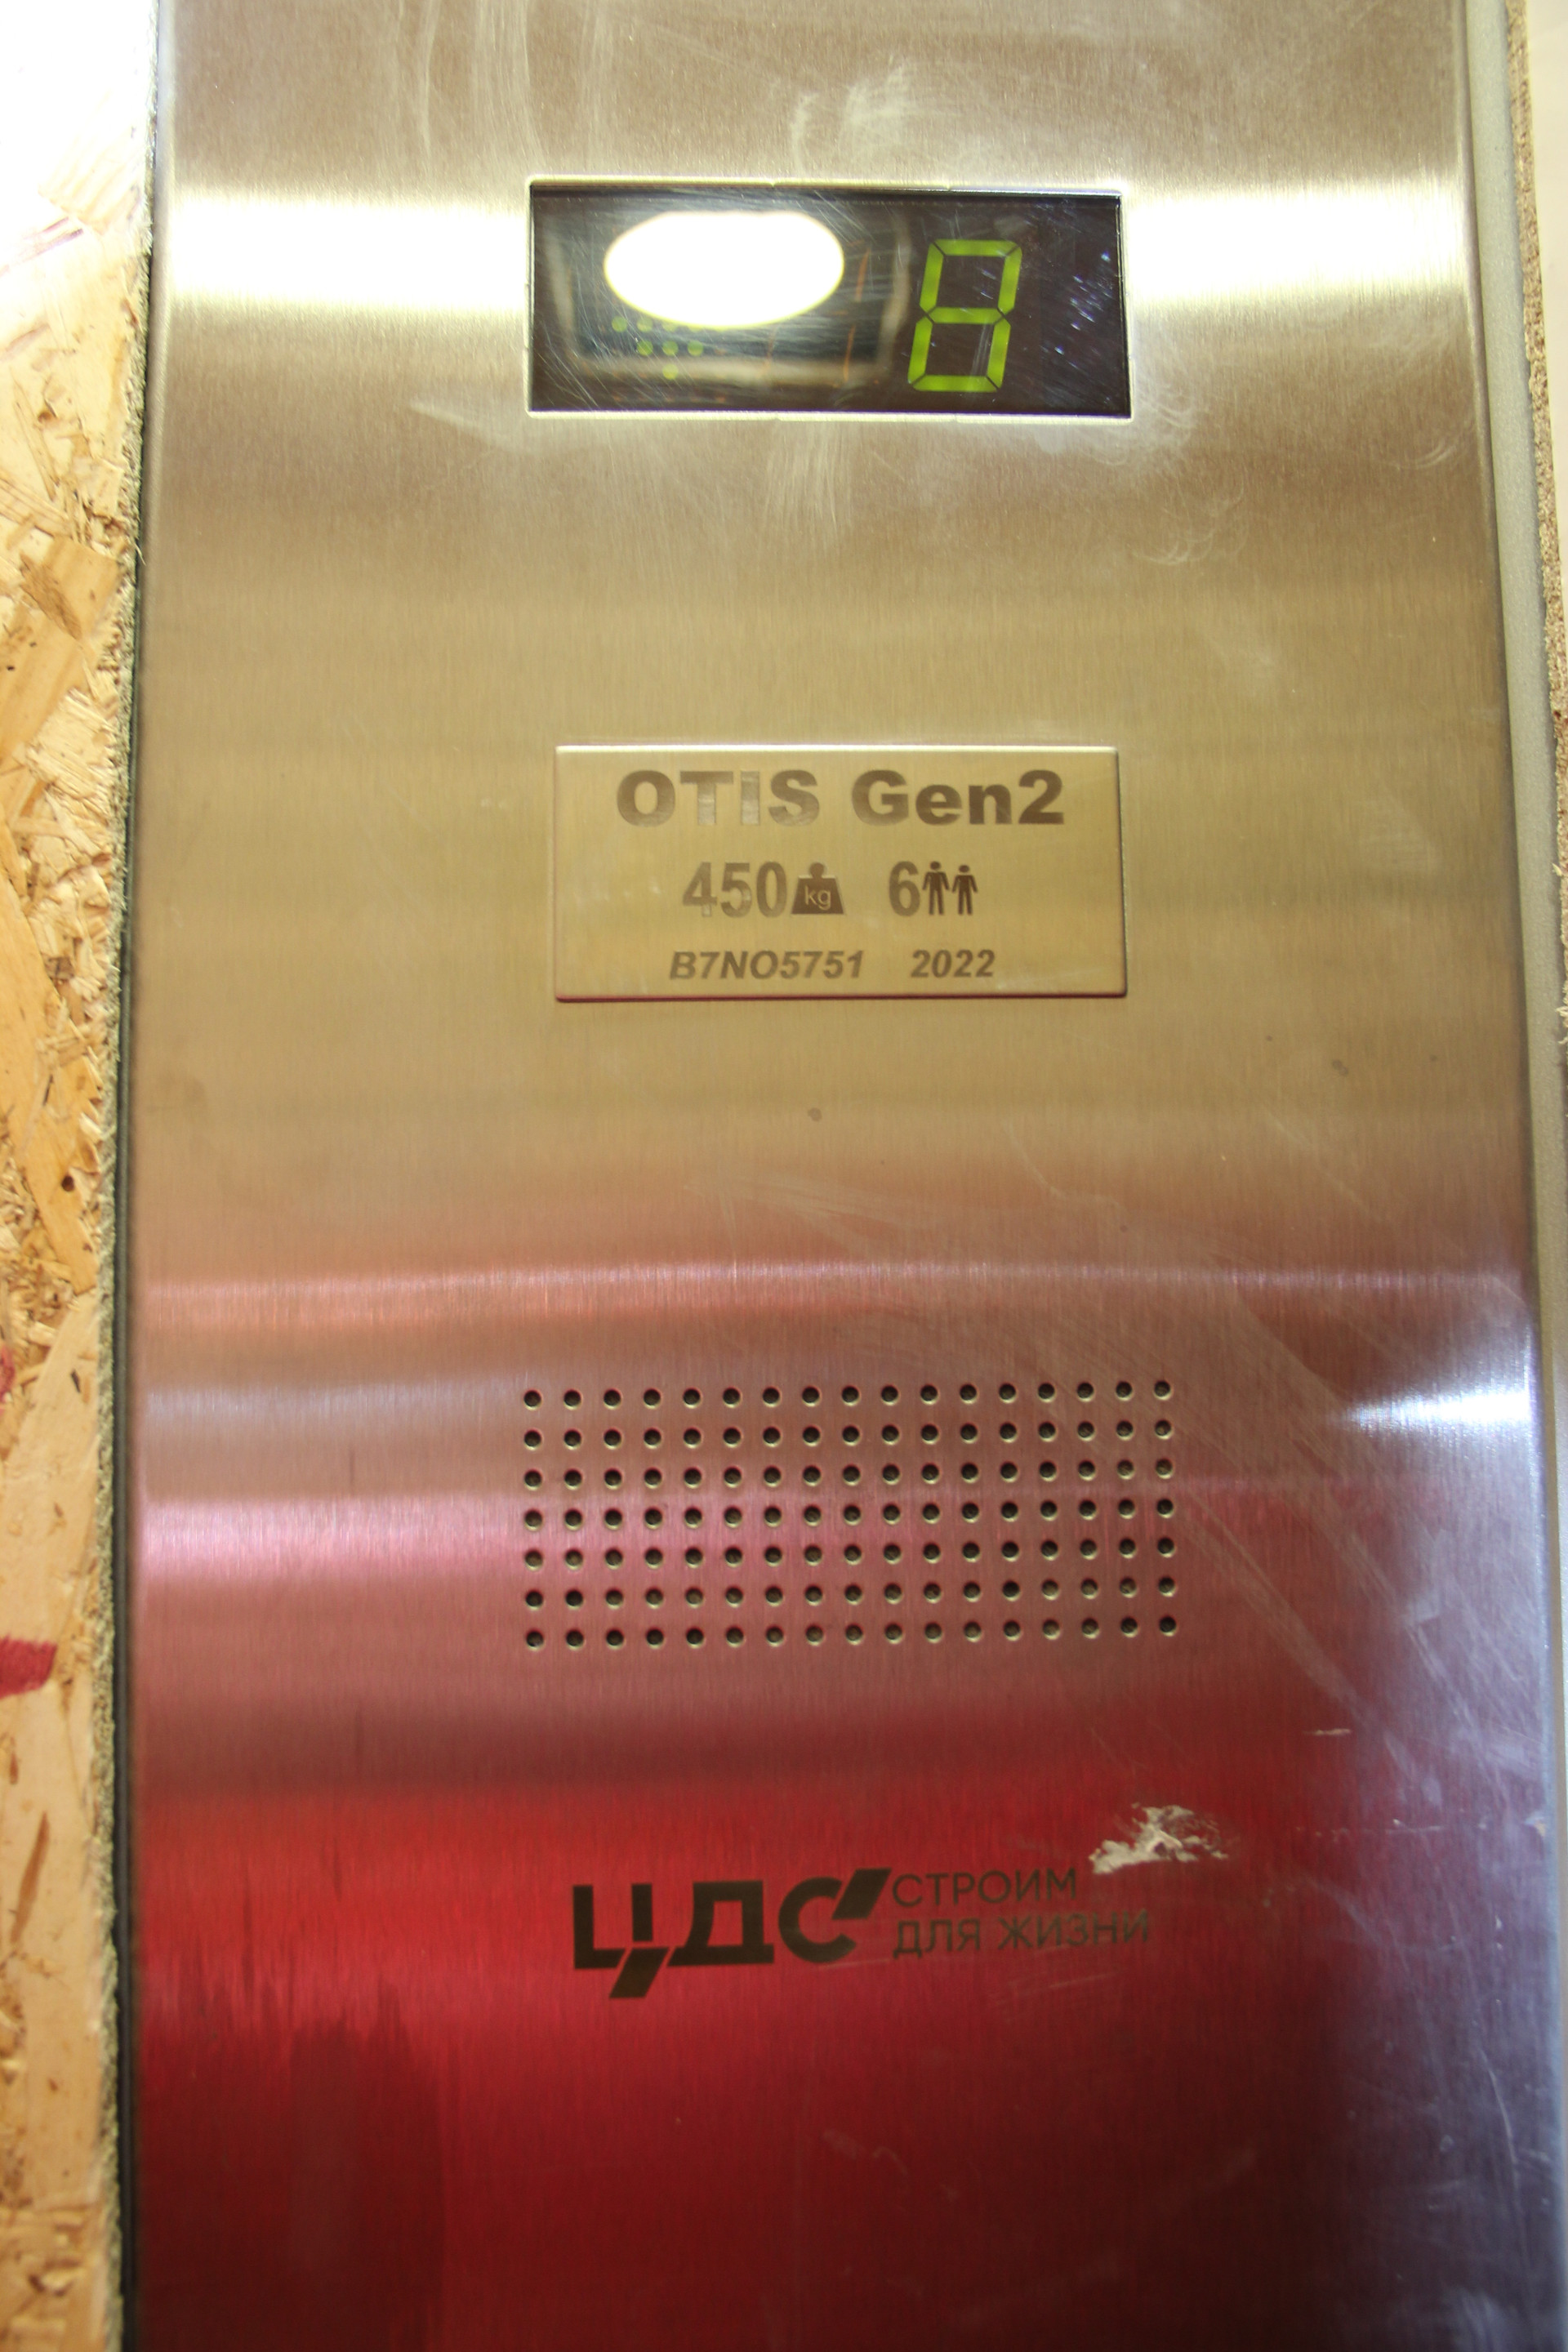 8
OTIS Gen2
450 kg 6
B7NO5751 2022
ЦДС СТРОИМ
ДЛЯ ЖИЗНИ